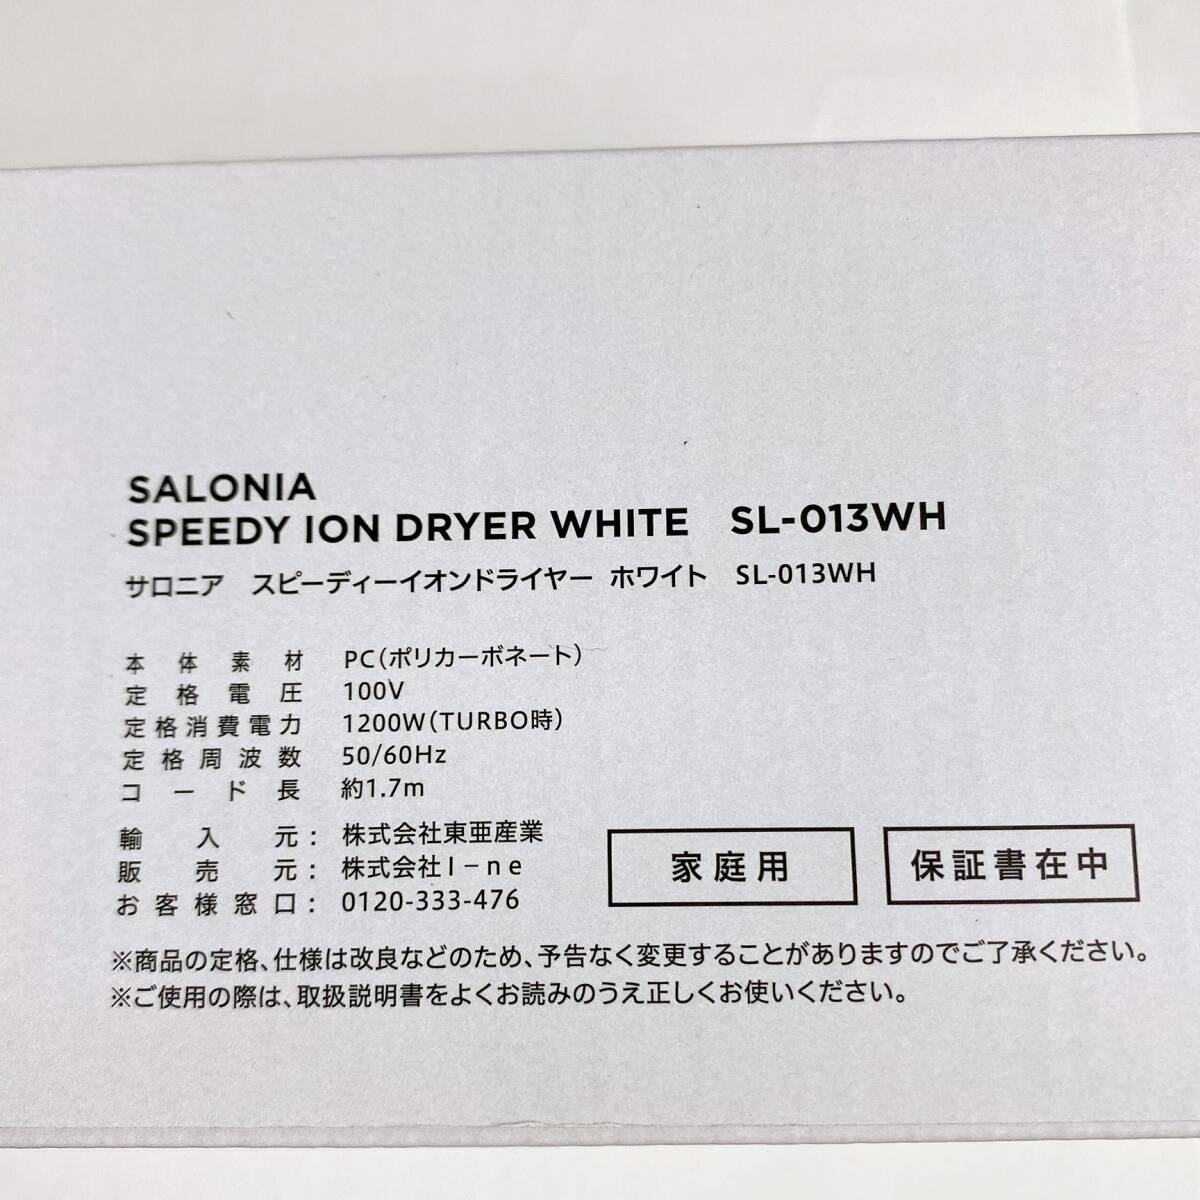 SALONIA
SPEEDY ION DRYER WHITE SL-013WH
サロニア スピーディーイオンドライヤー ホワイト SL-013WH
本体素材 PC(ポリカーボネート)
定格電圧 100V
定格消費電力 1200W(TURBO時)
定格周波数 50/60Hz
コード長 約1.7m
輸入元: 株式会社東亜産業
販売元: 株式会社I-ne
お客様窓口: 0120-333-476
家庭用
保証書在中
※商品の定格、仕様は改良などのため、予告なく変更することがありますのでご了承ください。
※ご使用の際は、取扱説明書をよくお読みのうえ正しくお使いください。